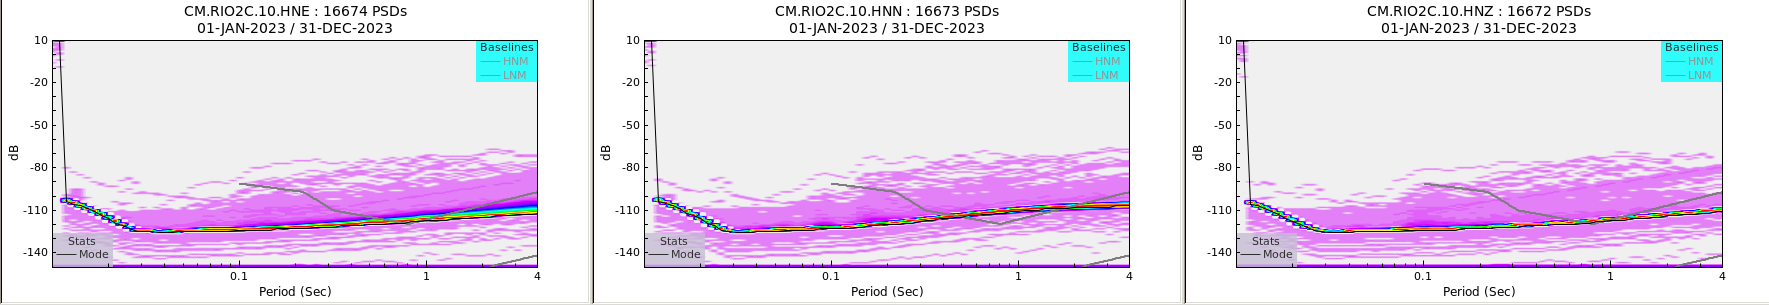 CM.RIO2C.10.HNE : 16674 PSDs
01-JAN-2023 / 31-DEC-2023
10
-20
-50
-80
-110
-140
dB
Baselines
HNM
LNM
Stats
Mode
0.1
1
4
Period (Sec)
CM.RIO2C.10.HNN : 16673 PSDs
01-JAN-2023 / 31-DEC-2023
10
-20
-50
-80
-110
-140
dB
Baselines
HNM
LNM
Stats
Mode
0.1
1
4
Period (Sec)
CM.RIO2C.10.HNZ : 16672 PSDs
01-JAN-2023 / 31-DEC-2023
10
-20
-50
-80
-110
-140
dB
Baselines
HNM
LNM
Stats
Mode
0.1
1
4
Period (Sec)